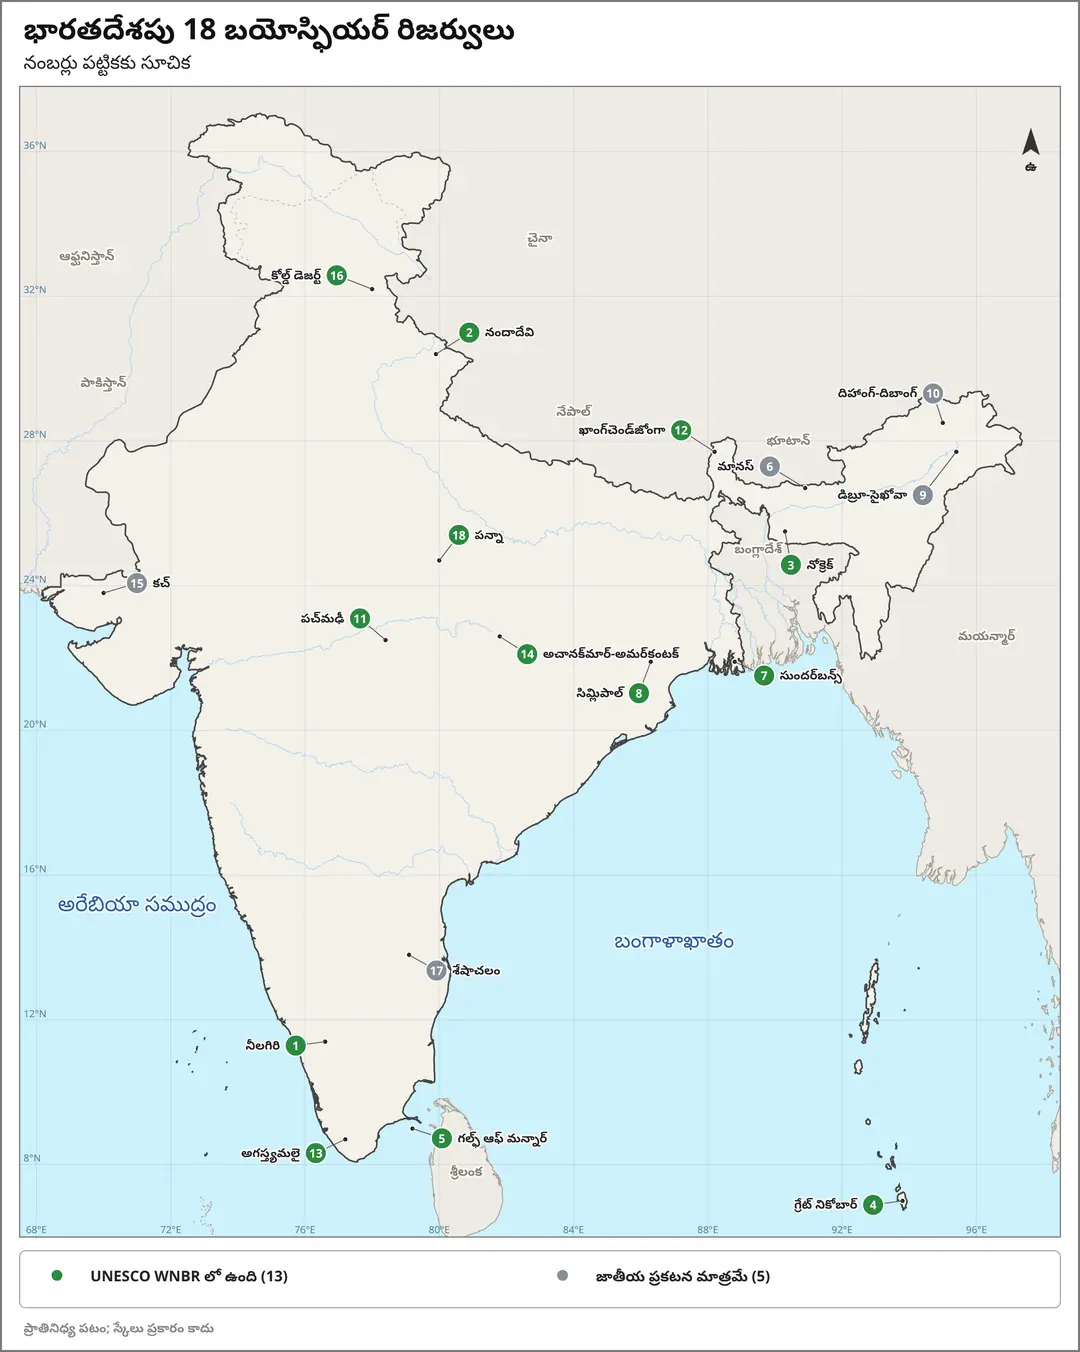 భారతదేశపు 18 బయోస్ఫియర్ రిజర్వులు
నంబర్లు పట్టికకు సూచిక
36°N
ఉ
చైనా
ఆఫ్ఘనిస్తాన్
కోల్డ్ డెజర్ట్ 16
32°N
2 నందాదేవి
పాకిస్తాన్
దిహాంగ్-దిబాంగ్ 10
నేపాల్
ఖాంగ్‌చెండ్‌జోంగా 12
28°N
భూటాన్
మానస్ 6
డిబ్రూ-సైఖోవా 9
18 పన్నా
బంగ్లాదేశ్
3 నోక్రెక్
24°N
15 కచ్
పచ్‌మఢీ 11
మయన్మార్
14 అచానక్‌మార్-అమర్‌కంటక్
7 సుందర్‌బన్స్
సిమ్లిపాల్ 8
20°N
16°N
అరేబియా సముద్రం
బంగాళాఖాతం
17 శేషాచలం
12°N
నీలగిరి 1
5 గల్ఫ్ ఆఫ్ మన్నార్
అగస్త్యమలై 13
8°N
శ్రీలంక
గ్రేట్ నికోబార్ 4
68°E 72°E 76°E 80°E 84°E 88°E 92°E 96°E
UNESCO WNBR లో ఉంది (13)
జాతీయ ప్రకటన మాత్రమే (5)
ప్రాతినిధ్య పటం; స్కేలు ప్రకారం కాదు